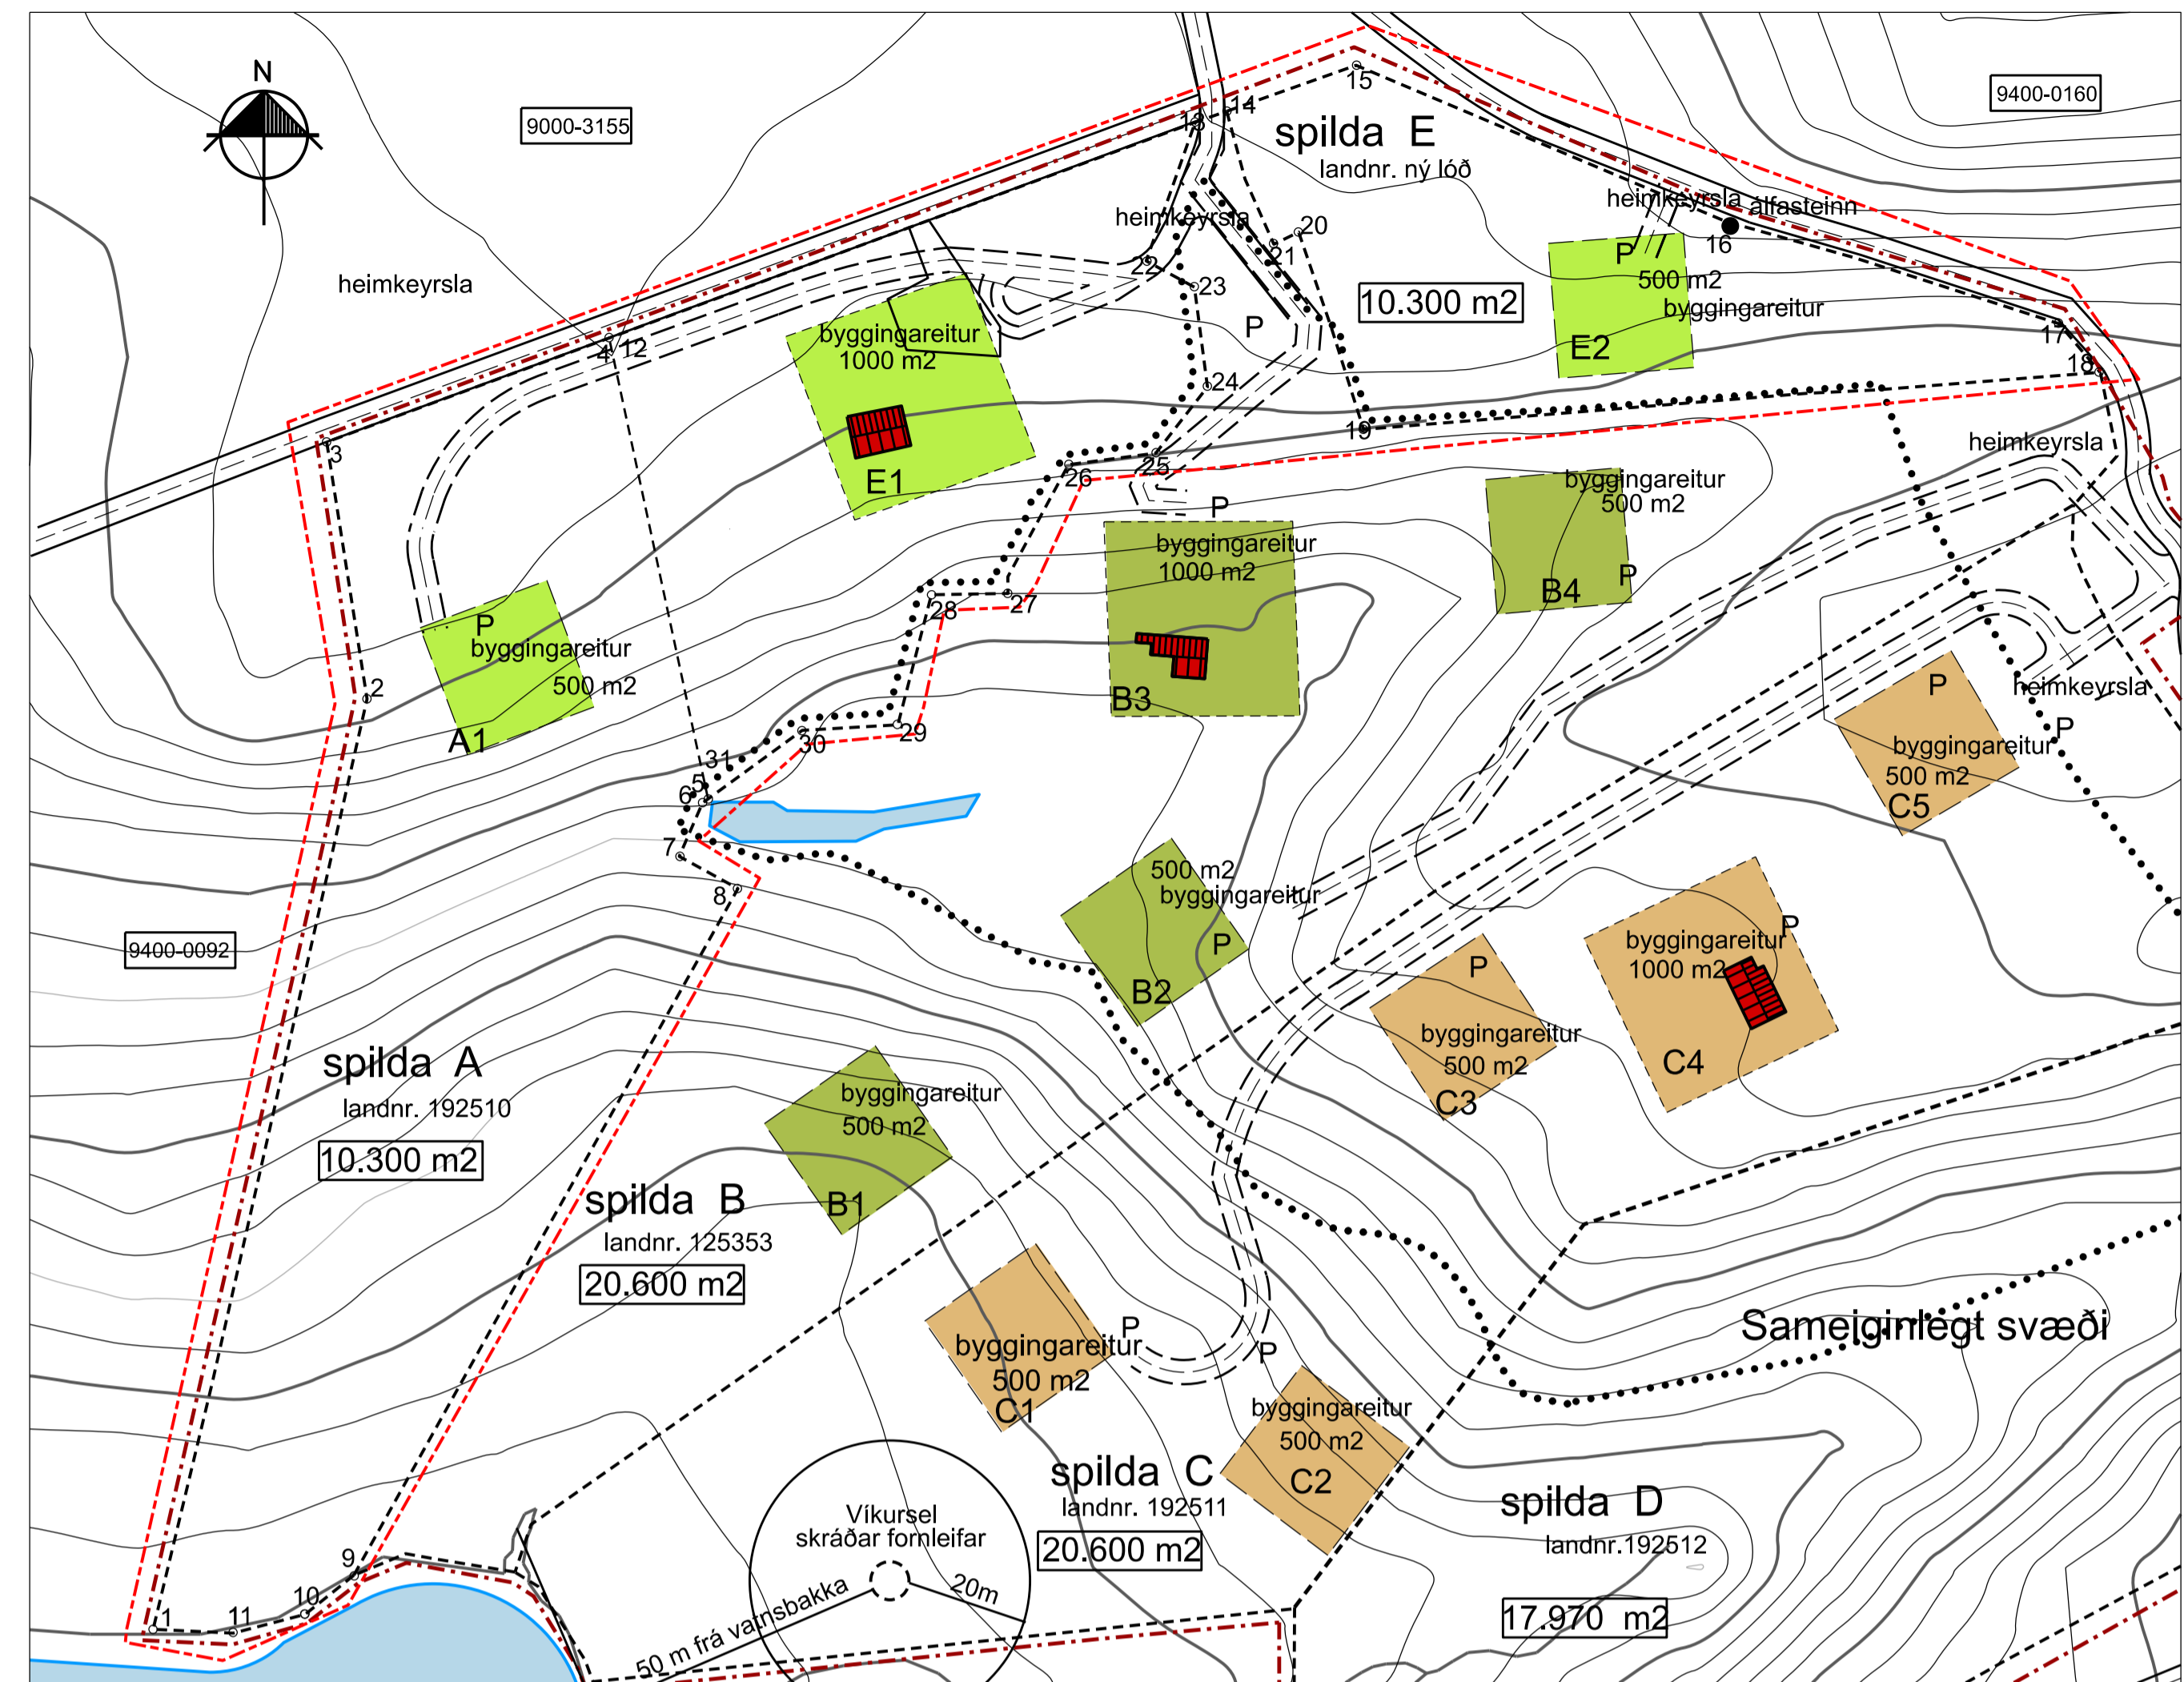 N
9000-3155
9400-0160
15
14
13
spilda E
landnr. ný lóð
heimkeyrsla
heimkeyrsla
álfasteinn
16
20
21
22
23
P
500 m2
byggingareitur
E2
10.300 m2
heimkeyrsla
P
17
18
4
12
byggingareitur
1000 m2
E1
24
19
3
25
26
heimkeyrsla
P
byggingareitur
1000 m2
B3
byggingareitur
500 m2
P
B4
27
28
P
byggingareitur
500 m2
A1
2
29
30
31
5
6
7
8
P
heimkeyrsla
P
byggingareitur
500 m2
C5
500 m2
byggingareitur
P
B2
9400-0092
P
byggingareitur
500 m2
C3
P
byggingareitur
1000 m2
C4
spilda A
landnr. 192510
10.300 m2
byggingareitur
500 m2
B1
spilda B
landnr. 125353
20.600 m2
P
byggingareitur
500 m2
C1
P
byggingareitur
500 m2
C2
Sameiginlegt svæði
spilda C
landnr. 192511
20.600 m2
spilda D
landnr.192512
17.970 m2
Víkursel
skráðar fornleifar
20m
50 m frá vatnsbakka
9
10
1
11